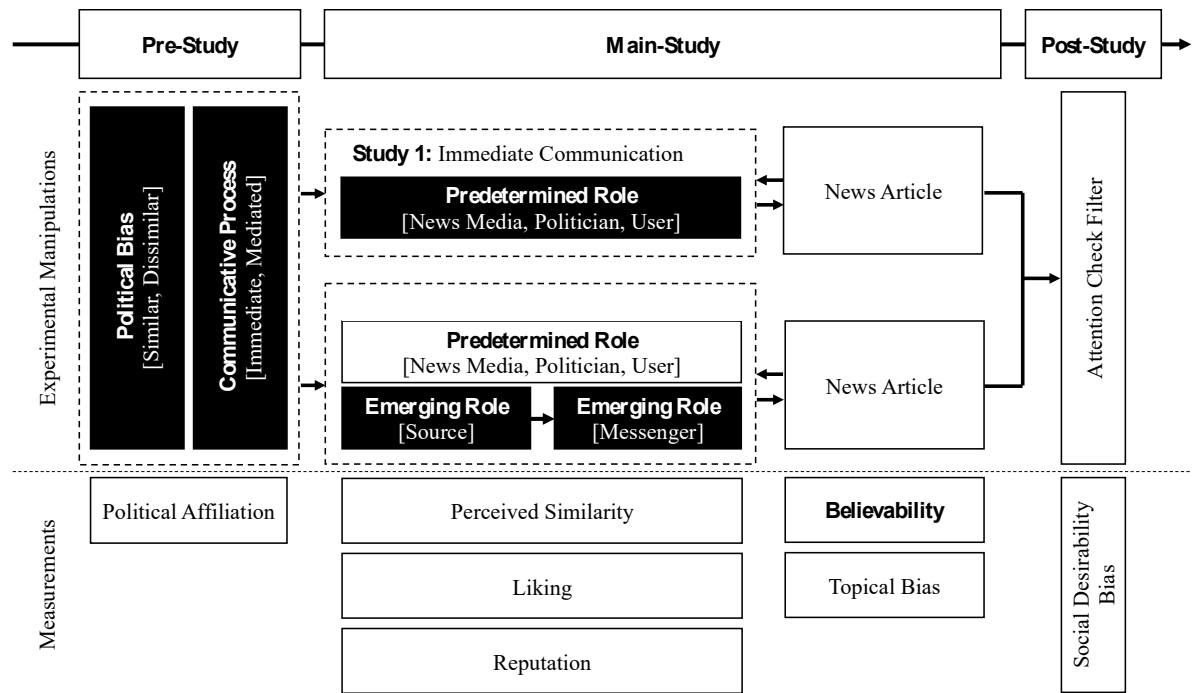 Pre-Study
Main-Study
Post-Study
Experimental Manipulations
Political Bias
[Similar, Dissimilar]
Communicative Process
[Immediate, Mediated]
Study 1: Immediate Communication
Predetermined Role
[News Media, Politician, User]
News Article
Predetermined Role
[News Media, Politician, User]
Emerging Role
[Source]
Emerging Role
[Messenger]
News Article
Attention Check Filter
Measurements
Political Affiliation
Perceived Similarity
Liking
Reputation
Believability
Topical Bias
Social Desirability
Bias